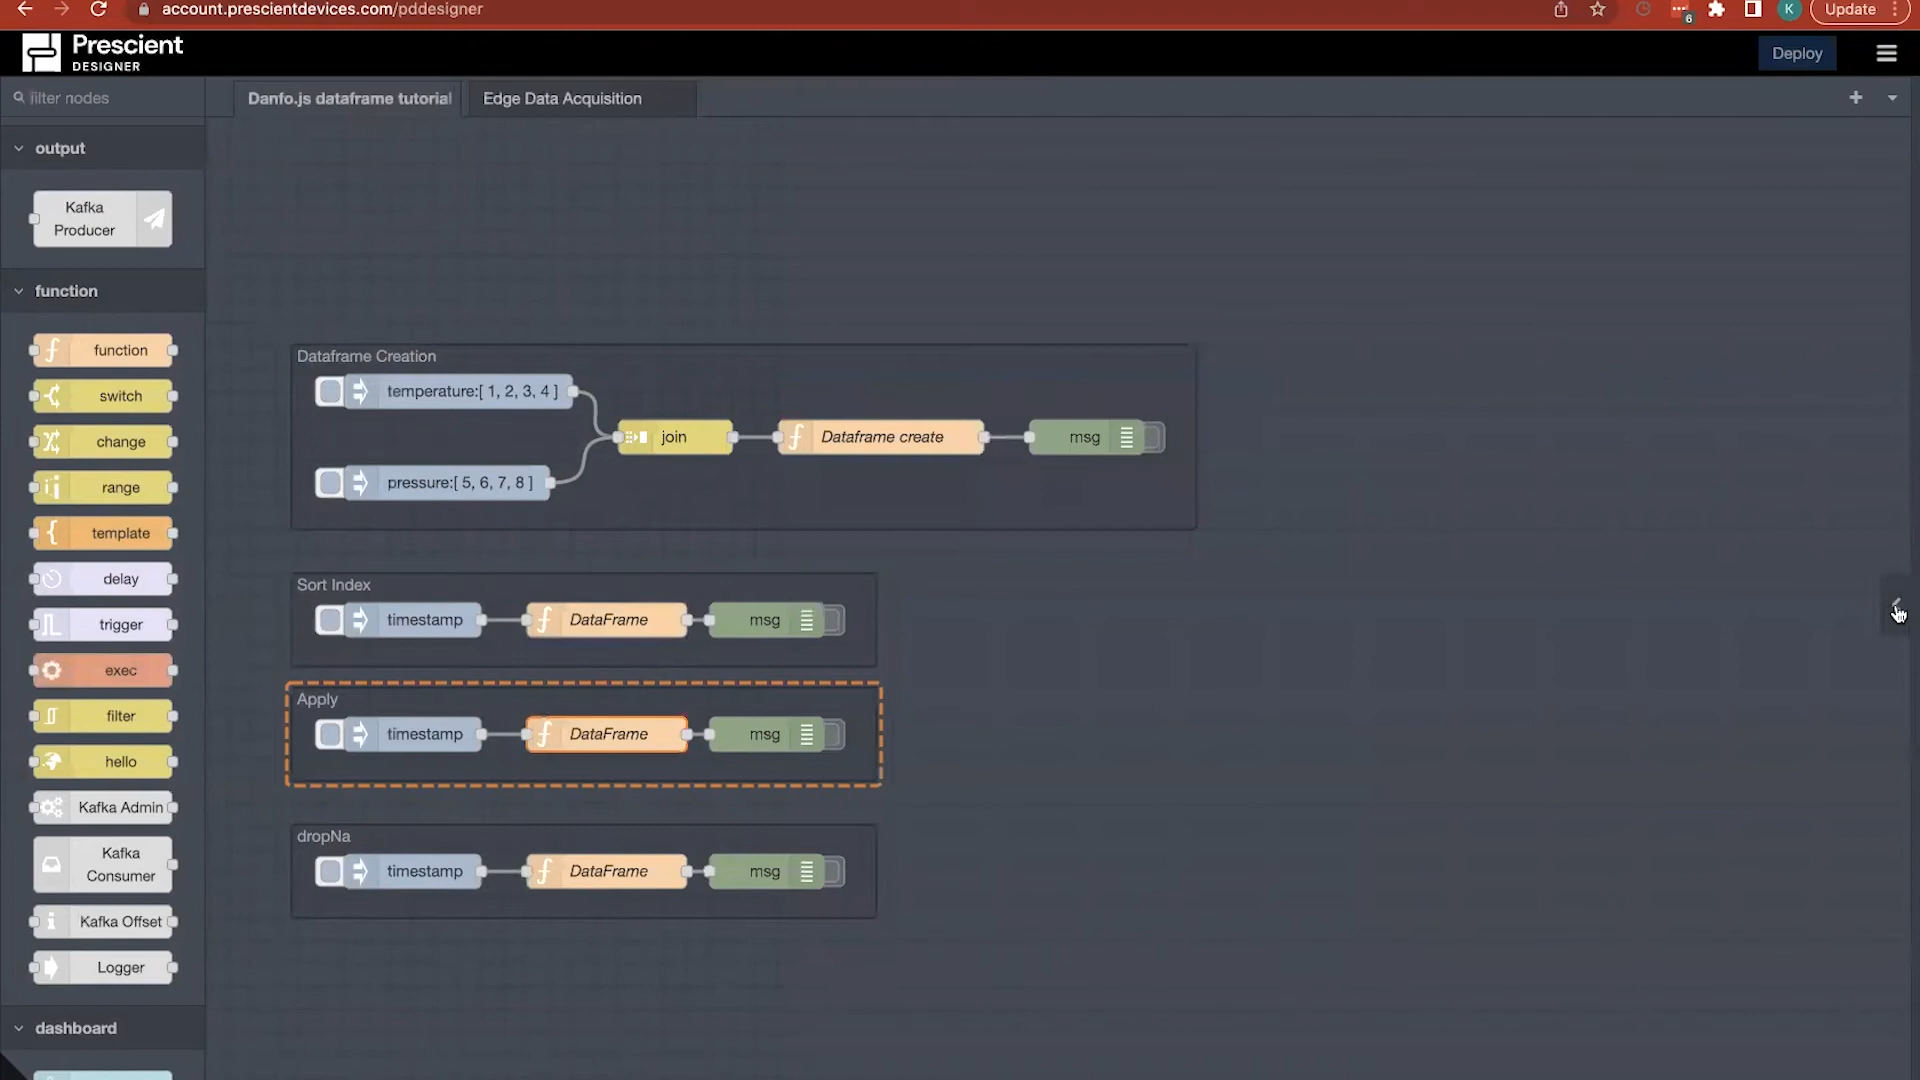 account.prescientdevices.com/pddesigner
6
K
Update
Prescient
DESIGNER
Deploy
filter nodes
Danfo.js dataframe tutorial
Edge Data Acquisition
output
Kafka
Producer
function
function
switch
change
range
template
delay
trigger
exec
filter
hello
Kafka Admin
Kafka
Consumer
Kafka Offset
Logger
dashboard
Dataframe Creation
temperature:[ 1, 2, 3, 4 ]
join
Dataframe create
msg
pressure:[ 5, 6, 7, 8 ]
Sort Index
timestamp
DataFrame
msg
Apply
timestamp
DataFrame
msg
dropNa
timestamp
DataFrame
msg